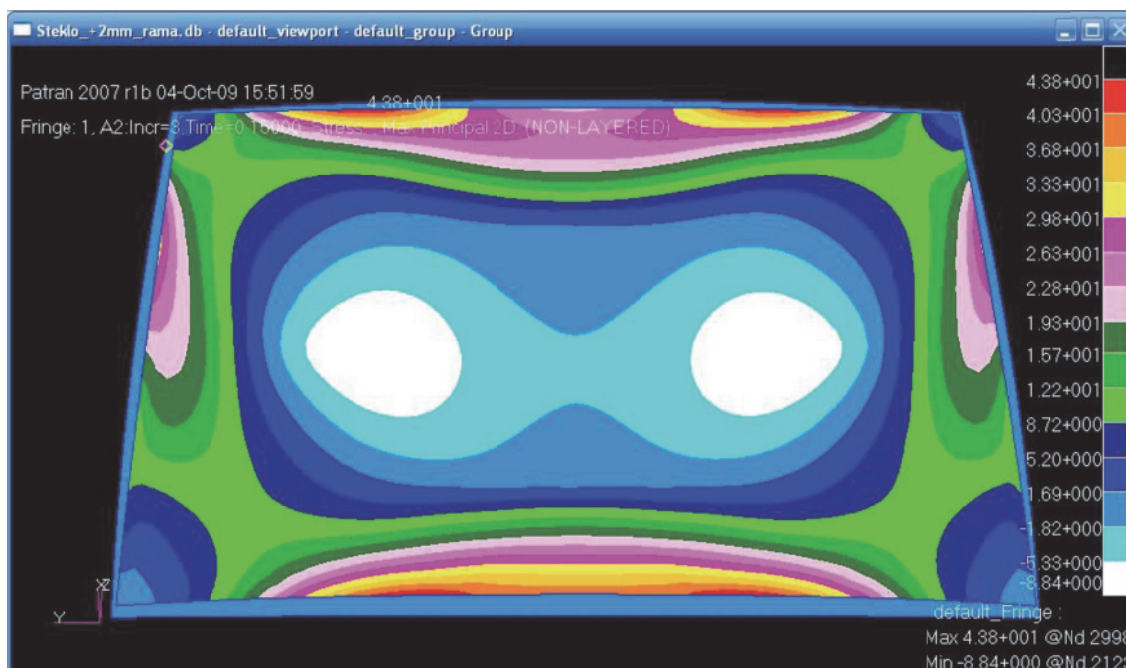 Steklo_+2mm_rama.db - default_viewport - default_group - Group
Patran 2007 r1b 04-Oct-09 15:51:59
4.38+001
Fringe: 1, A2:Incr=3,Time=0.15000, Stress, , Max Principal 2D (NON-LAYERED)
4.38+001
4.03+001
3.68+001
3.33+001
2.98+001
2.63+001
2.28+001
1.93+001
1.57+001
1.22+001
8.72+000
5.20+000
1.69+000
-1.82+000
-5.33+000
-8.84+000
X Z
Y
default_Fringe :
Max 4.38+001 @Nd 2998
Min -8.84+000 @Nd